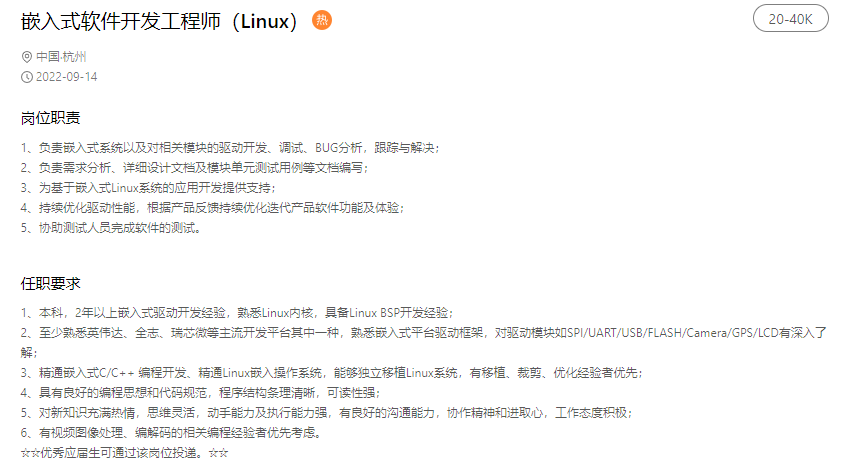 嵌入式软件开发工程师（Linux） 热
20-40K
中国·杭州
2022-09-14
岗位职责
1、负责嵌入式系统以及对相关模块的驱动开发、调试、BUG分析，跟踪与解决；
2、负责需求分析、详细设计文档及模块单元测试用例等文档编写；
3、为基于嵌入式Linux系统的应用开发提供支持；
4、持续优化驱动性能，根据产品反馈持续优化迭代产品软件功能及体验；
5、协助测试人员完成软件的测试。
任职要求
1、本科，2年以上嵌入式驱动开发经验，熟悉Linux内核，具备Linux BSP开发经验；
2、至少熟悉英伟达、全志、瑞芯微等主流开发平台其中一种，熟悉嵌入式平台驱动框架，对驱动模块如SPI/UART/USB/FLASH/Camera/GPS/LCD有深入了
解；
3、精通嵌入式C/C++ 编程开发、精通Linux嵌入操作系统，能够独立移植Linux系统，有移植、裁剪、优化经验者优先；
4、具有良好的编程思想和代码规范，程序结构条理清晰，可读性强；
5、对新知识充满热情，思维灵活，动手能力及执行能力强，有良好的沟通能力，协作精神和进取心，工作态度积极；
6、有视频图像处理、编解码的相关编程经验者优先考虑。
☆☆优秀应届生可通过该岗位投递。☆☆